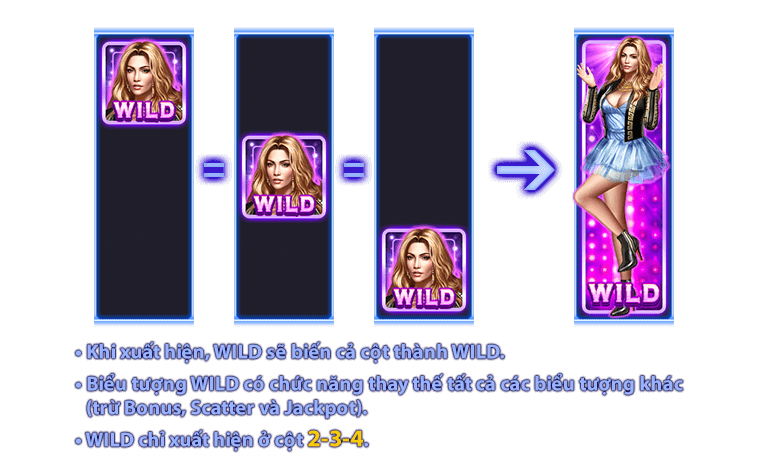 WILD
WILD
WILD
WILD
• Khi xuất hiện, WILD sẽ biến cả cột thành WILD.
• Biểu tượng WILD có chức năng thay thế tất cả các biểu tượng khác
(trừ Bonus, Scatter và Jackpot).
• WILD chỉ xuất hiện ở cột 2-3-4.